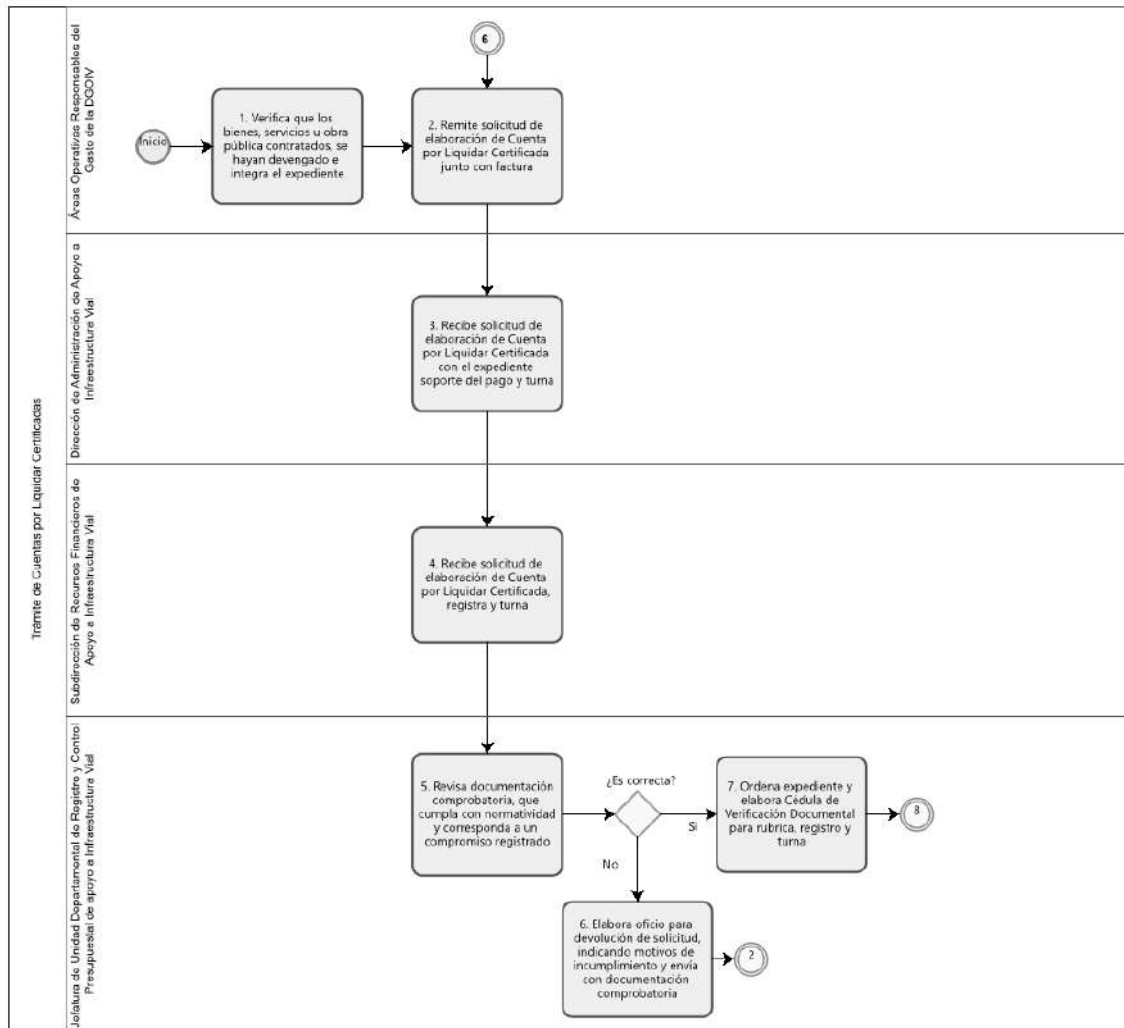 Trámite de Cuentas por Liquidar Certificadas
Áreas Operativas Responsables del
Gasto de la DGOIV
6
Inicio
1. Verifica que los
bienes, servicios u obra
pública contratados, se
hayan devengado e
integra el expediente
2. Remite solicitud de
elaboración de Cuenta
por Liquidar Certificada
junto con factura
Dirección de Administración de Apoyo a
Infraestructura Vial
3. Recibe solicitud de
elaboración de Cuenta
por Liquidar Certificada
con el expediente
soporte del pago y turna
Subdirección de Recursos Financieros de
Apoyo a Infraestructura Vial
4. Recibe solicitud de
elaboración de Cuenta
por Liquidar Certificada,
registra y turna
Jefatura de Unidad Departamental de Registro y Control
Presupuestal de apoyo a Infraestructura Vial
5. Revisa documentación
comprobatoria, que
cumpla con normatividad
y corresponda a un
compromiso registrado
¿Es correcta?
Si
No
7. Ordena expediente y
elabora Cédula de
Verificación Documental
para rubrica, registro y
turna
8
6. Elabora oficio para
devolución de solicitud,
indicando motivos de
incumplimiento y envía
con documentación
comprobatoria
2